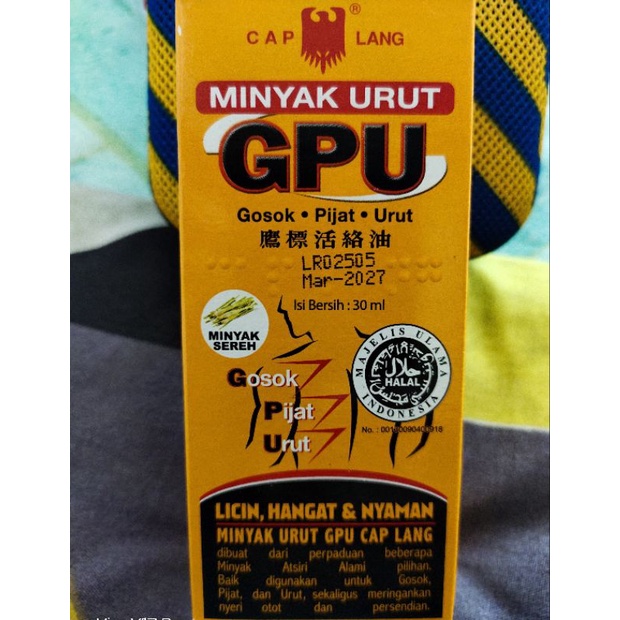 CAP LANG
®
MINYAK URUT
GPU
Gosok • Pijat • Urut
鷹標活絡油
LR02505
Mar-2027
Isi Bersih : 30 ml
MINYAK
SEREH
MAJELIS ULAMA
INDONESIA
حلال
HALAL
Gosok
Pijat
Urut
LICIN, HANGAT & NYAMAN
MINYAK URUT GPU CAP LANG
dibuat dari perpaduan beberapa
Minyak Atsiri Alami pilihan.
Baik digunakan untuk Gosok,
Pijat, dan Urut, sekaligus meringankan
nyeri otot dan persendian.